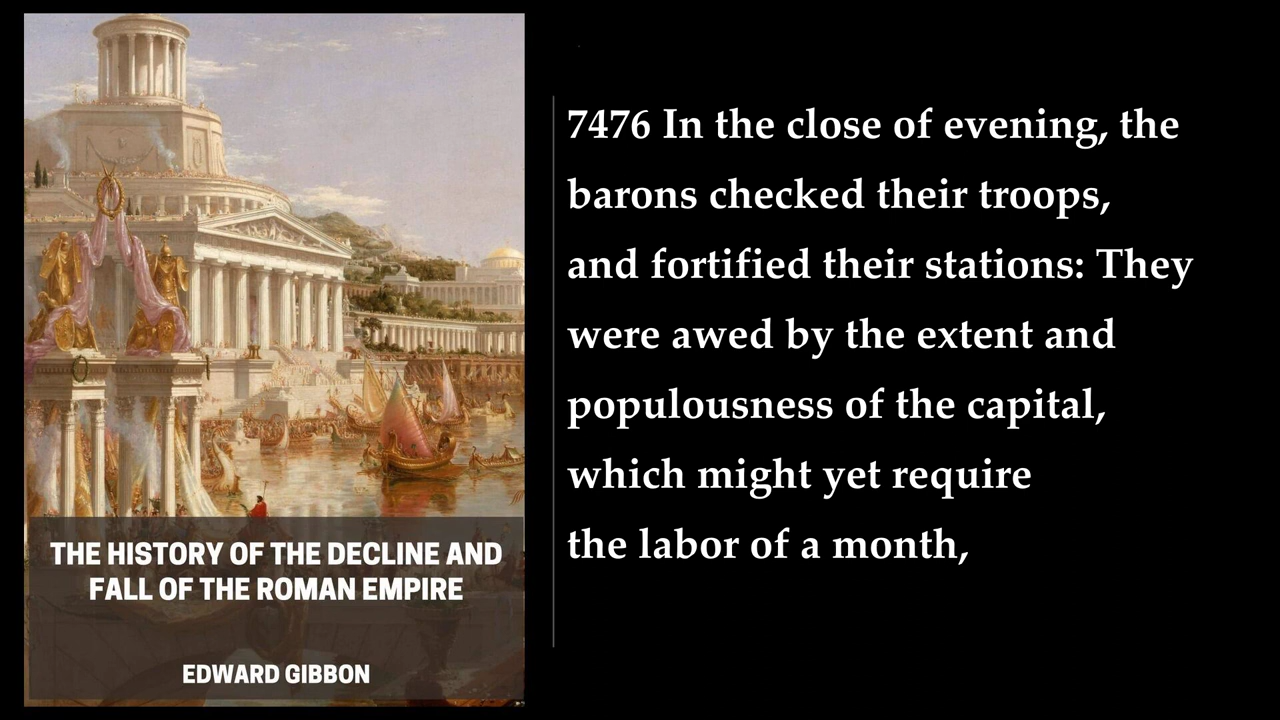 THE HISTORY OF THE DECLINE AND
FALL OF THE ROMAN EMPIRE
EDWARD GIBBON
7476 In the close of evening, the
barons checked their troops,
and fortified their stations: They
were awed by the extent and
populousness of the capital,
which might yet require
the labor of a month,